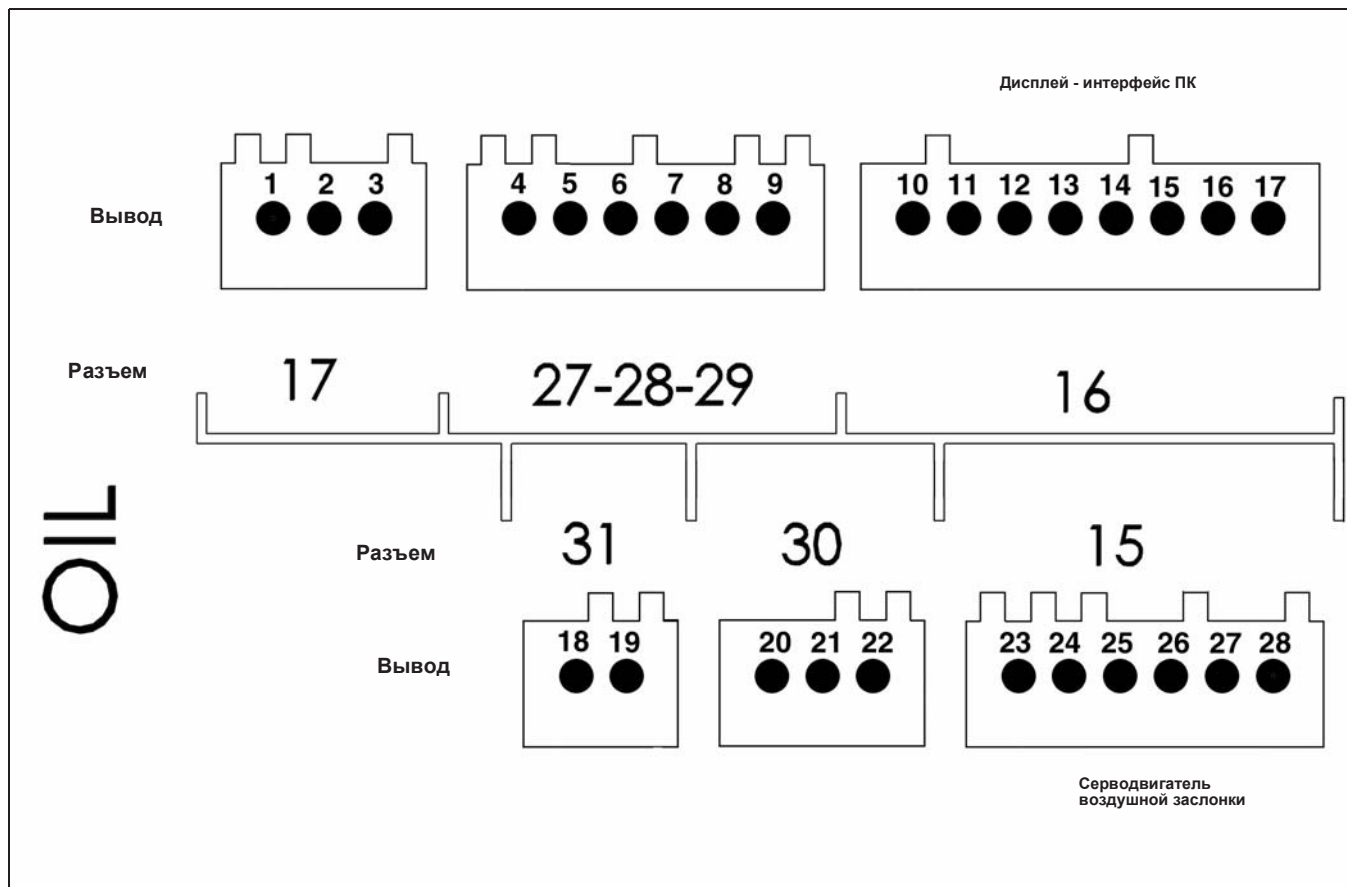 Дисплей - интерфейс ПК
1 2 3 4 5 6 7 8 9 10 11 12 13 14 15 16 17
Вывод
Разъем 17 27-28-29 16
OIL
Разъем 31 30 15
18 19 20 21 22 23 24 25 26 27 28
Вывод
Серводвигатель
воздушной заслонки